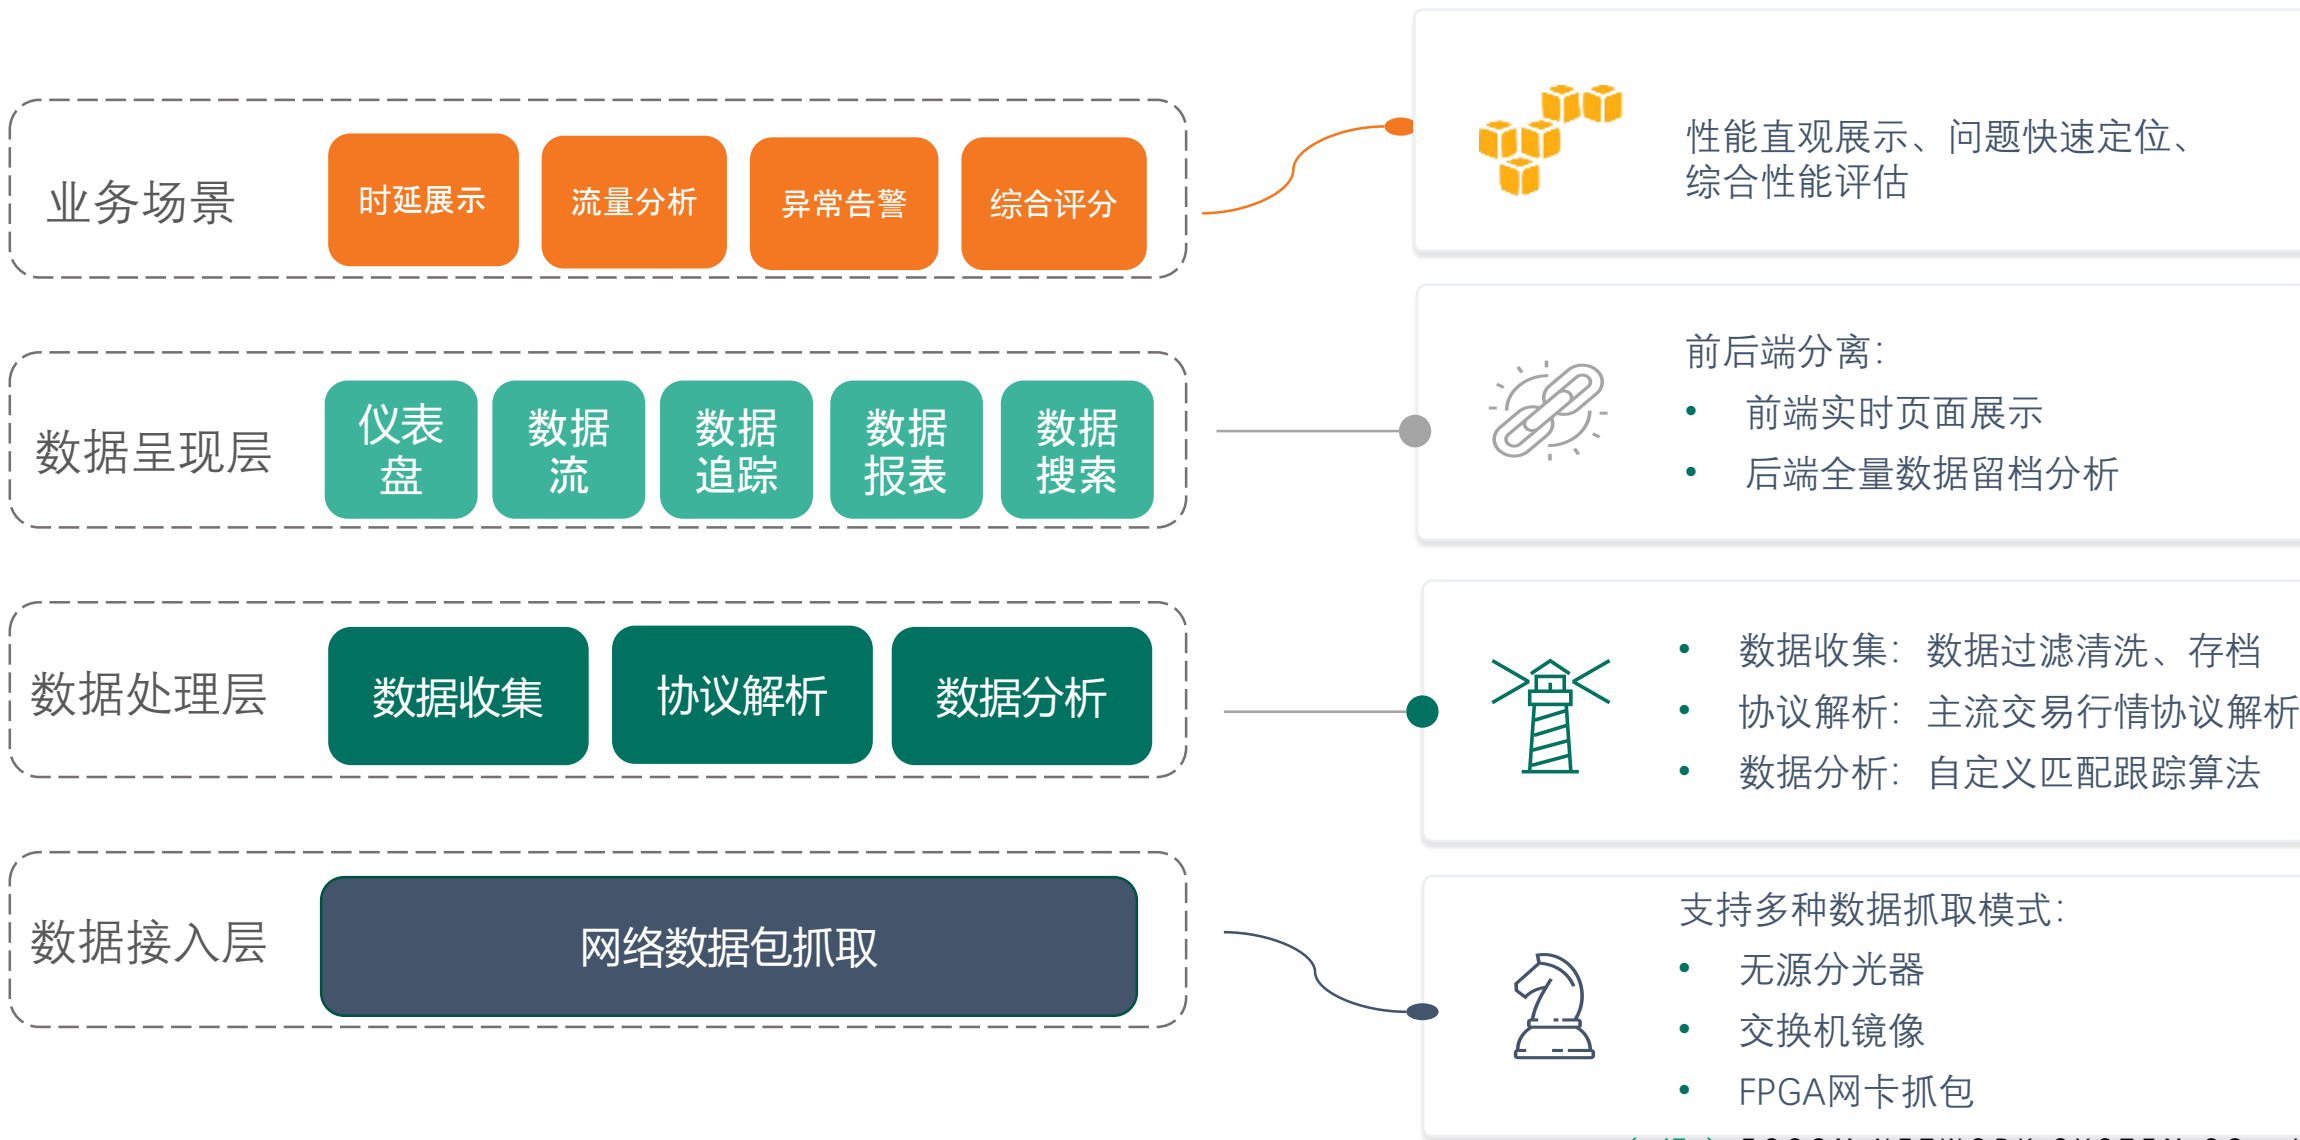 业务场景
时延展示
流量分析
异常告警
综合评分
性能直观展示、问题快速定位、
综合性能评估
数据呈现层
仪表
盘
数据
流
数据
追踪
数据
报表
数据
搜索
前后端分离：
• 前端实时页面展示
• 后端全量数据留档分析
数据处理层
数据收集
协议解析
数据分析
• 数据收集：数据过滤清洗、存档
• 协议解析：主流交易行情协议解析
• 数据分析：自定义匹配跟踪算法
数据接入层
网络数据包抓取
支持多种数据抓取模式：
• 无源分光器
• 交换机镜像
• FPGA网卡抓包